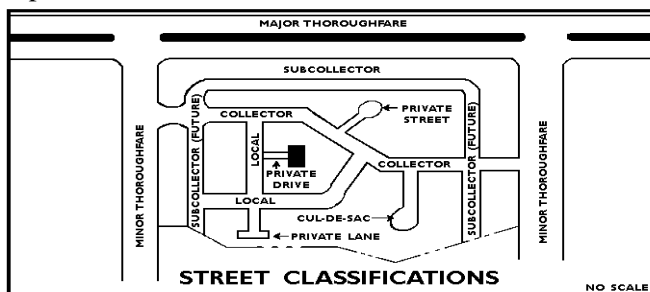 MAJOR THOROUGHFARE
SUBCOLLECTOR
COLLECTOR
PRIVATE
STREET
SUBCOLLECTOR (FUTURE)
LOCAL
COLLECTOR
SUBCOLLECTOR (FUTURE)
PRIVATE
DRIVE
MINOR THOROUGHFARE
MINOR THOROUGHFARE
LOCAL
CUL-DE-SAC
PRIVATE LANE
STREET CLASSIFICATIONS
NO SCALE